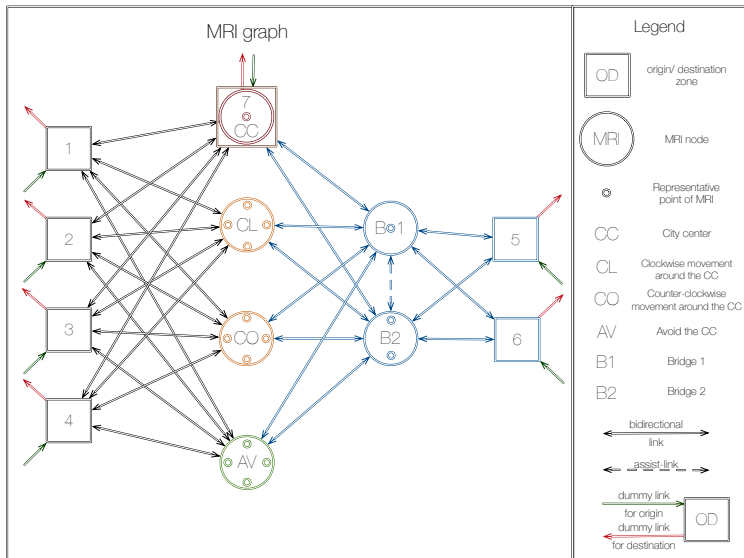 MRI graph
7
CC
1
CL
B 1
2
5
3
CO
B2
6
4
AV
Legend
OD
origin/ destination
zone
MRI
MRI node
Representative
point of MRI
CC
City center
CL
Clockwise movement
around the CC
CO
Counter-clockwise
movement around the CC
AV
Avoid the CC
B1
Bridge 1
B2
Bridge 2
bidirectional
link
assist-link
dummy link
for origin
dummy link
for destination
OD